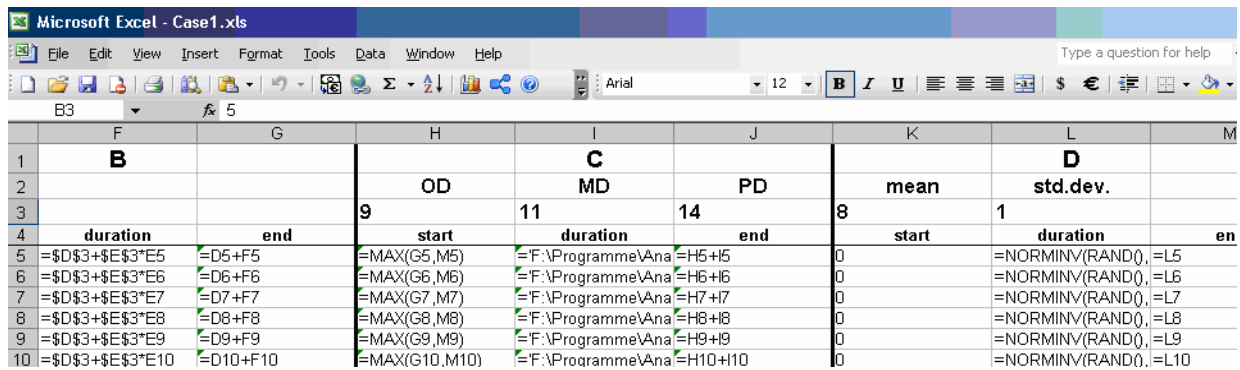 Microsoft Excel - Case1.xls
File Edit View Insert Format Tools Data Window Help Type a question for help
Arial 12 B I U $ €
B3 fx 5
F G H I J K L M
1 B C D
2 OD MD PD mean std.dev.
3 9 11 14 8 1
4 duration end start duration end start duration en
5 =$D$3+$E$3*E5 =D5+F5 =MAX(G5,M5) ='F:\Programme\Ana =H5+I5 0 =NORMINV(RAND(), =L5
6 =$D$3+$E$3*E6 =D6+F6 =MAX(G6,M6) ='F:\Programme\Ana =H6+I6 0 =NORMINV(RAND(), =L6
7 =$D$3+$E$3*E7 =D7+F7 =MAX(G7,M7) ='F:\Programme\Ana =H7+I7 0 =NORMINV(RAND(), =L7
8 =$D$3+$E$3*E8 =D8+F8 =MAX(G8,M8) ='F:\Programme\Ana =H8+I8 0 =NORMINV(RAND(), =L8
9 =$D$3+$E$3*E9 =D9+F9 =MAX(G9,M9) ='F:\Programme\Ana =H9+I9 0 =NORMINV(RAND(), =L9
10 =$D$3+$E$3*E10 =D10+F10 =MAX(G10,M10) ='F:\Programme\Ana =H10+I10 0 =NORMINV(RAND(), =L10